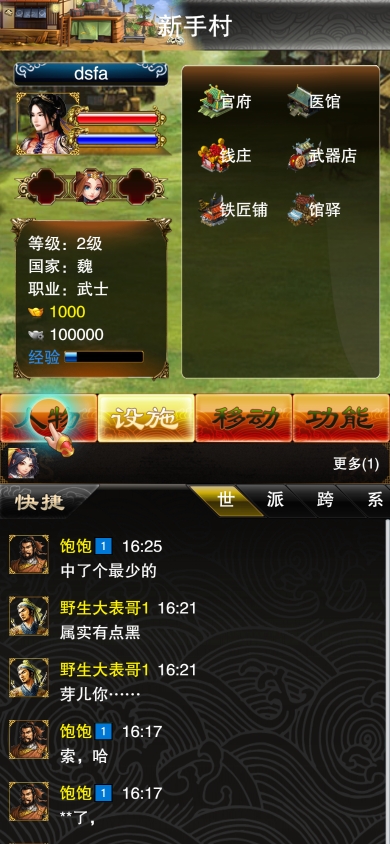 新手村
dsfa
官府
医馆
钱庄
武器店
铁匠铺
馆驿
等级：2级
国家：魏
职业：武士
1000
100000
经验
人物
设施
移动
功能
更多(1)
快捷
世
派
跨
系
饱饱 1 16:25
中了个最少的
野生大表哥1 16:21
属实有点黑
野生大表哥1 16:21
芽儿你……
饱饱 1 16:17
索，哈
饱饱 1 16:17
**了，